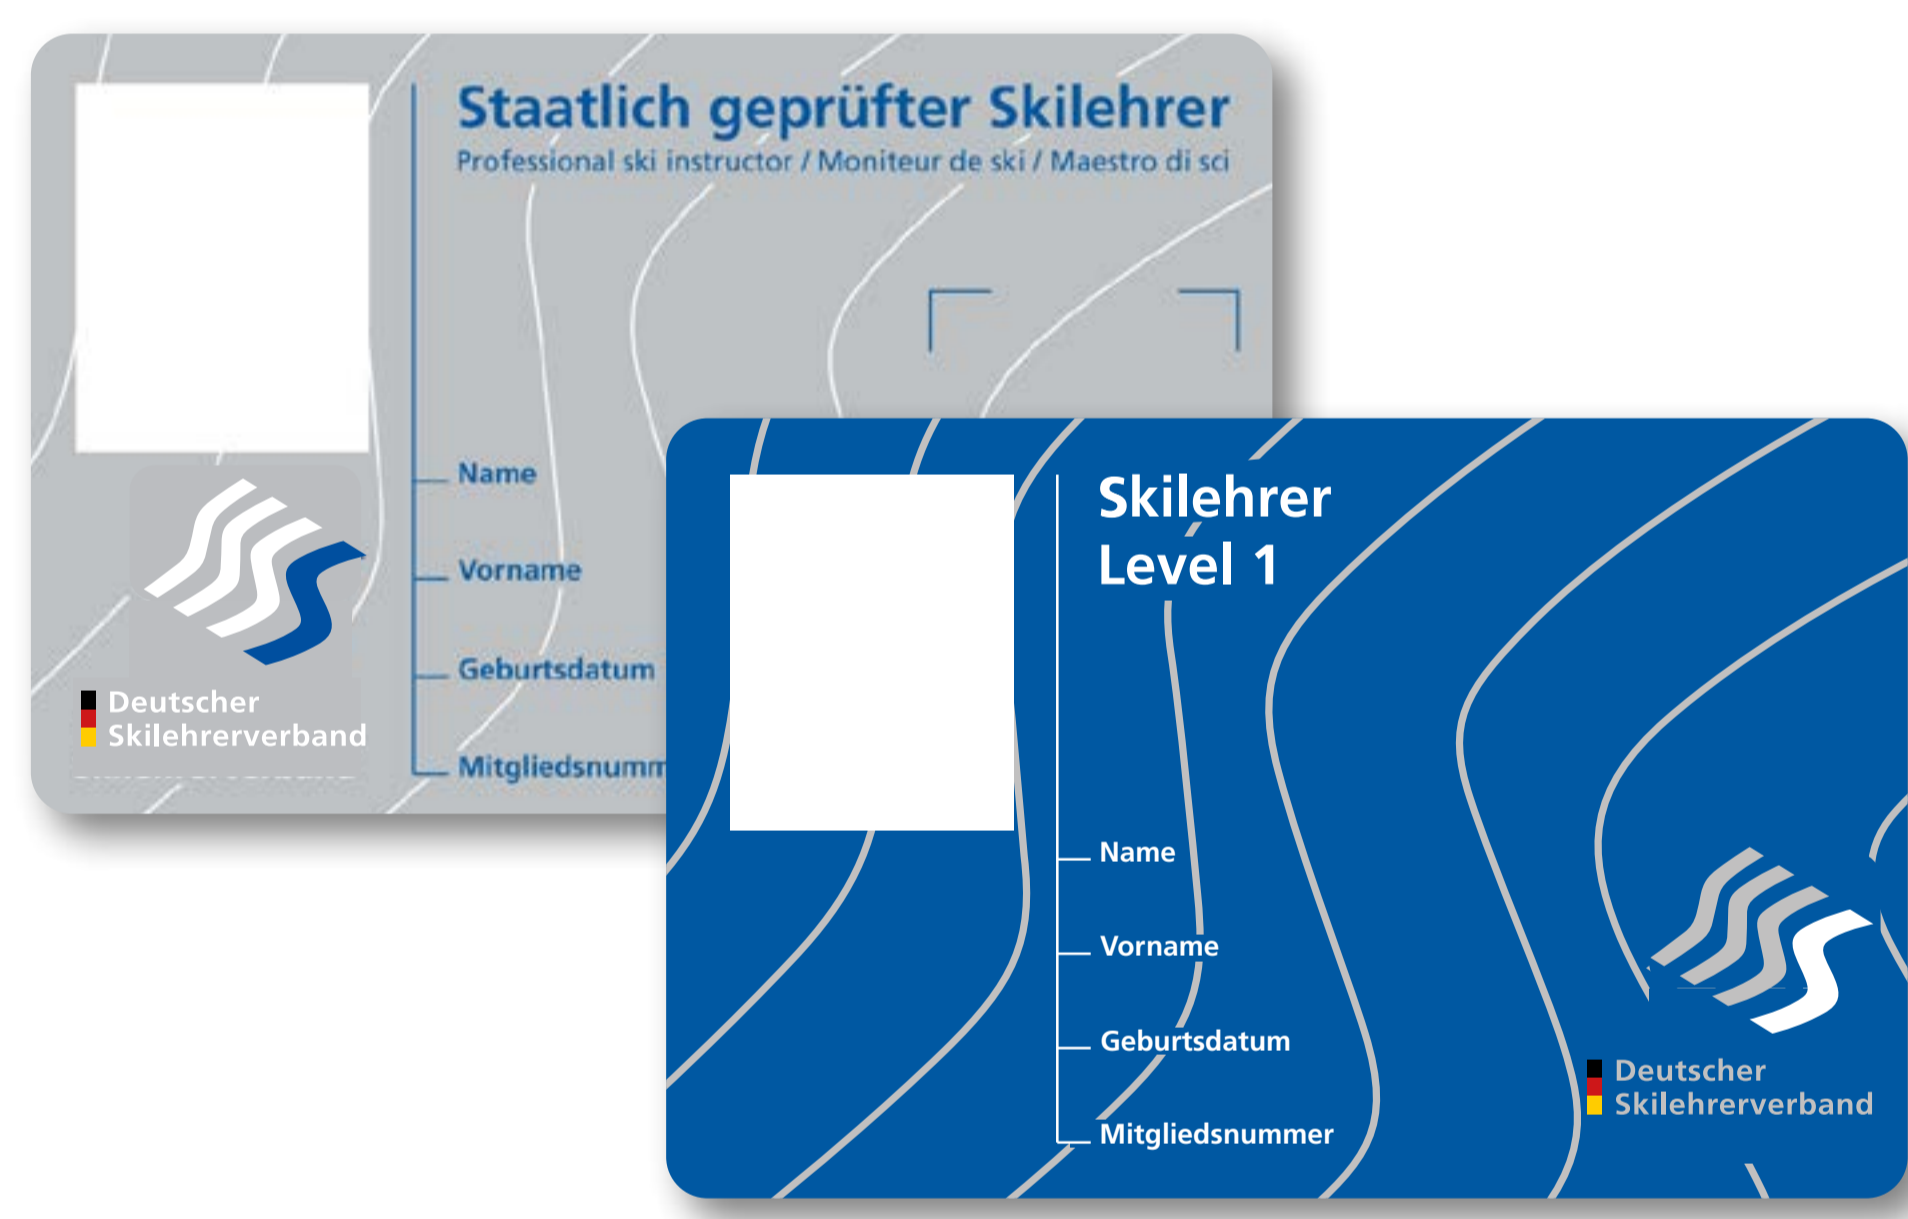 Staatlich geprüfter Skilehrer
Professional ski instructor / Moniteur de ski / Maestro di sci
Name
Vorname
Geburtsdatum
Mitgliedsnumm
Deutscher
Skilehrerverband
Skilehrer
Level 1
Name
Vorname
Geburtsdatum
Mitgliedsnummer
Deutscher
Skilehrerverband